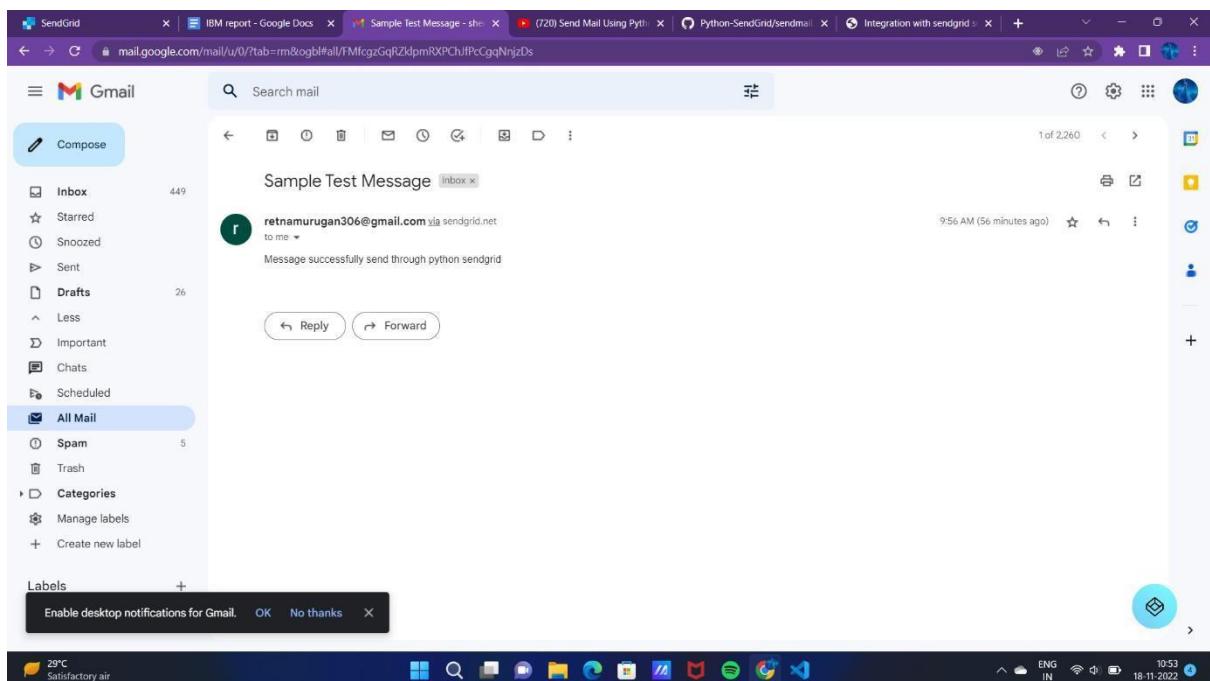 SendGrid
IBM report - Google Docs
Sample Test Message - she
(720) Send Mail Using Pyth
Python-SendGrid/sendmail
Integration with sendgrid s
mail.google.com/mail/u/0/?tab=rm&ogbl#all/FMfcgzGqRZldpmRXPChJfPcCgqNnjzDs
Gmail
Search mail
Compose
1 of 2,260
Sample Test Message Inbox ×
Inbox 449
Starred
Snoozed
Sent
Drafts 26
Less
Important
Chats
Scheduled
All Mail
Spam 5
Trash
Categories
Manage labels
Create new label
Labels
r
retnamurugan306@gmail.com via sendgrid.net
9:56 AM (56 minutes ago)
to me
Message successfully send through python sendgrid
Reply
Forward
Enable desktop notifications for Gmail. OK No thanks
29°C
Satisfactory air
ENG
IN
10:53
18-11-2022
4